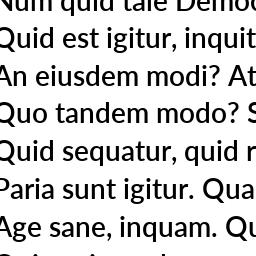 Num quid tale Democ
Quid est igitur, inquit
An eiusdem modi? At
Quo tandem modo? S
Quid sequatur, quid r
Paria sunt igitur. Qua
Age sane, inquam. Qu